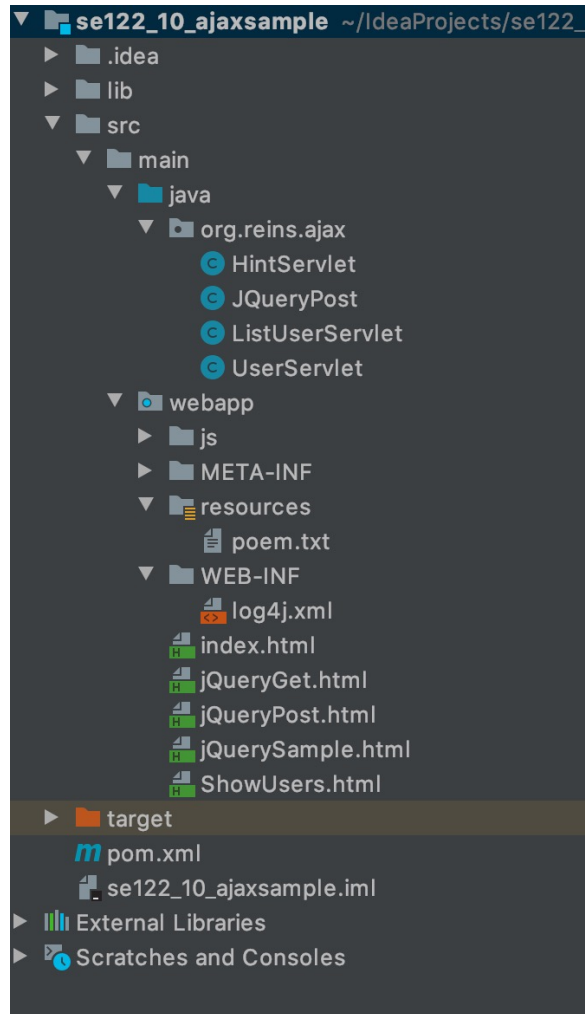 se122_10_ajaxsample ~/IdeaProjects/se122_
.idea
lib
src
main
java
org.reins.ajax
C HintServlet
C JQueryPost
C ListUserServlet
C UserServlet
webapp
js
META-INF
resources
poem.txt
WEB-INF
<> log4j.xml
H index.html
H jQueryGet.html
H jQueryPost.html
H jQuerySample.html
H ShowUsers.html
target
m pom.xml
se122_10_ajaxsample.iml
External Libraries
Scratches and Consoles